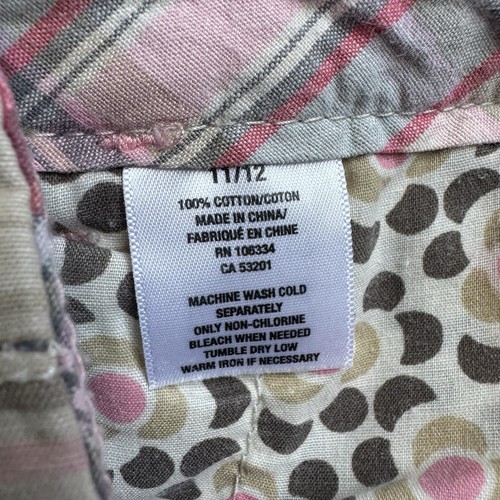 11/12
100% COTTON/COTON
MADE IN CHINA/
FABRIQUÉ EN CHINE
RN 106334
CA 53201
MACHINE WASH COLD
SEPARATELY
ONLY NON-CHLORINE
BLEACH WHEN NEEDED
TUMBLE DRY LOW
WARM IRON IF NECESSARY